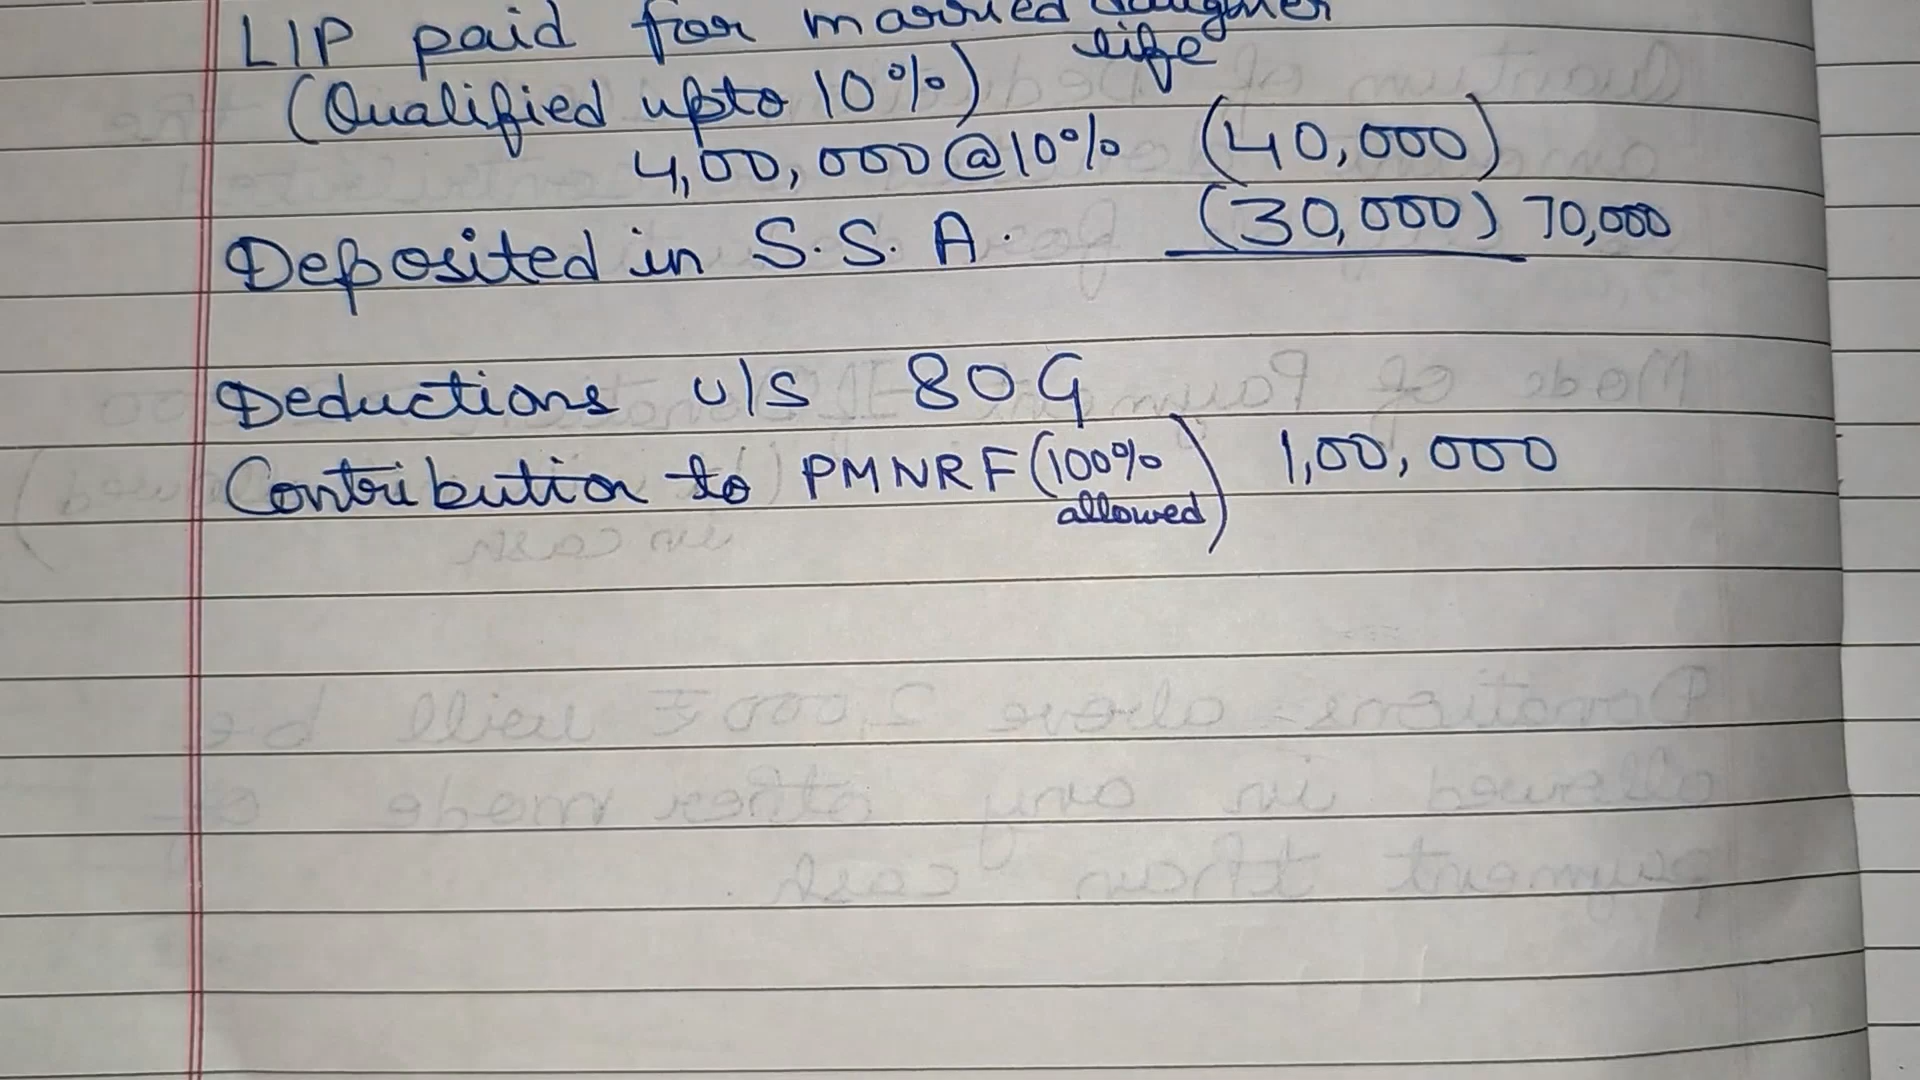 LIP paid for married daughter
life
(Qualified upto 10%)
4,00,000@10% (40,000)
Deposited in S.S.A. (30,000) 70,000
Deductions u/s 80G
Contribution to PMNRF (100% allowed) 1,00,000